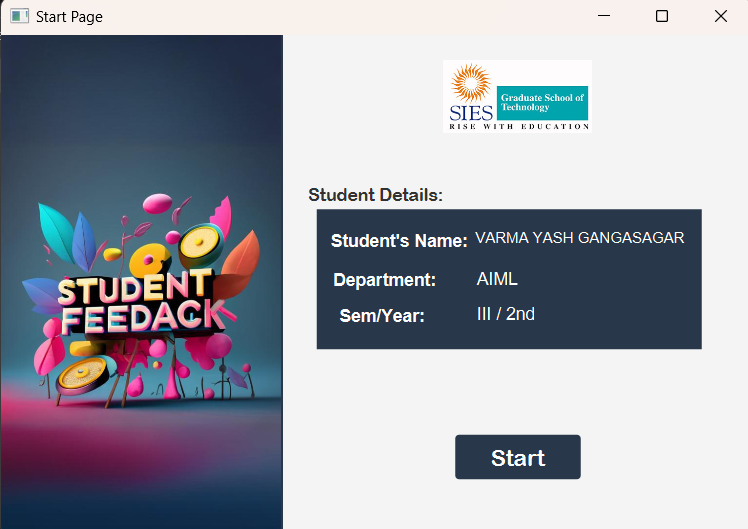 Start Page
SIES
Graduate School of
Technology
RISE WITH EDUCATION
STUDENT
FEEDACK
Student Details:
Student's Name: VARMA YASH GANGASAGAR
Department: AIML
Sem/Year: III / 2nd
Start